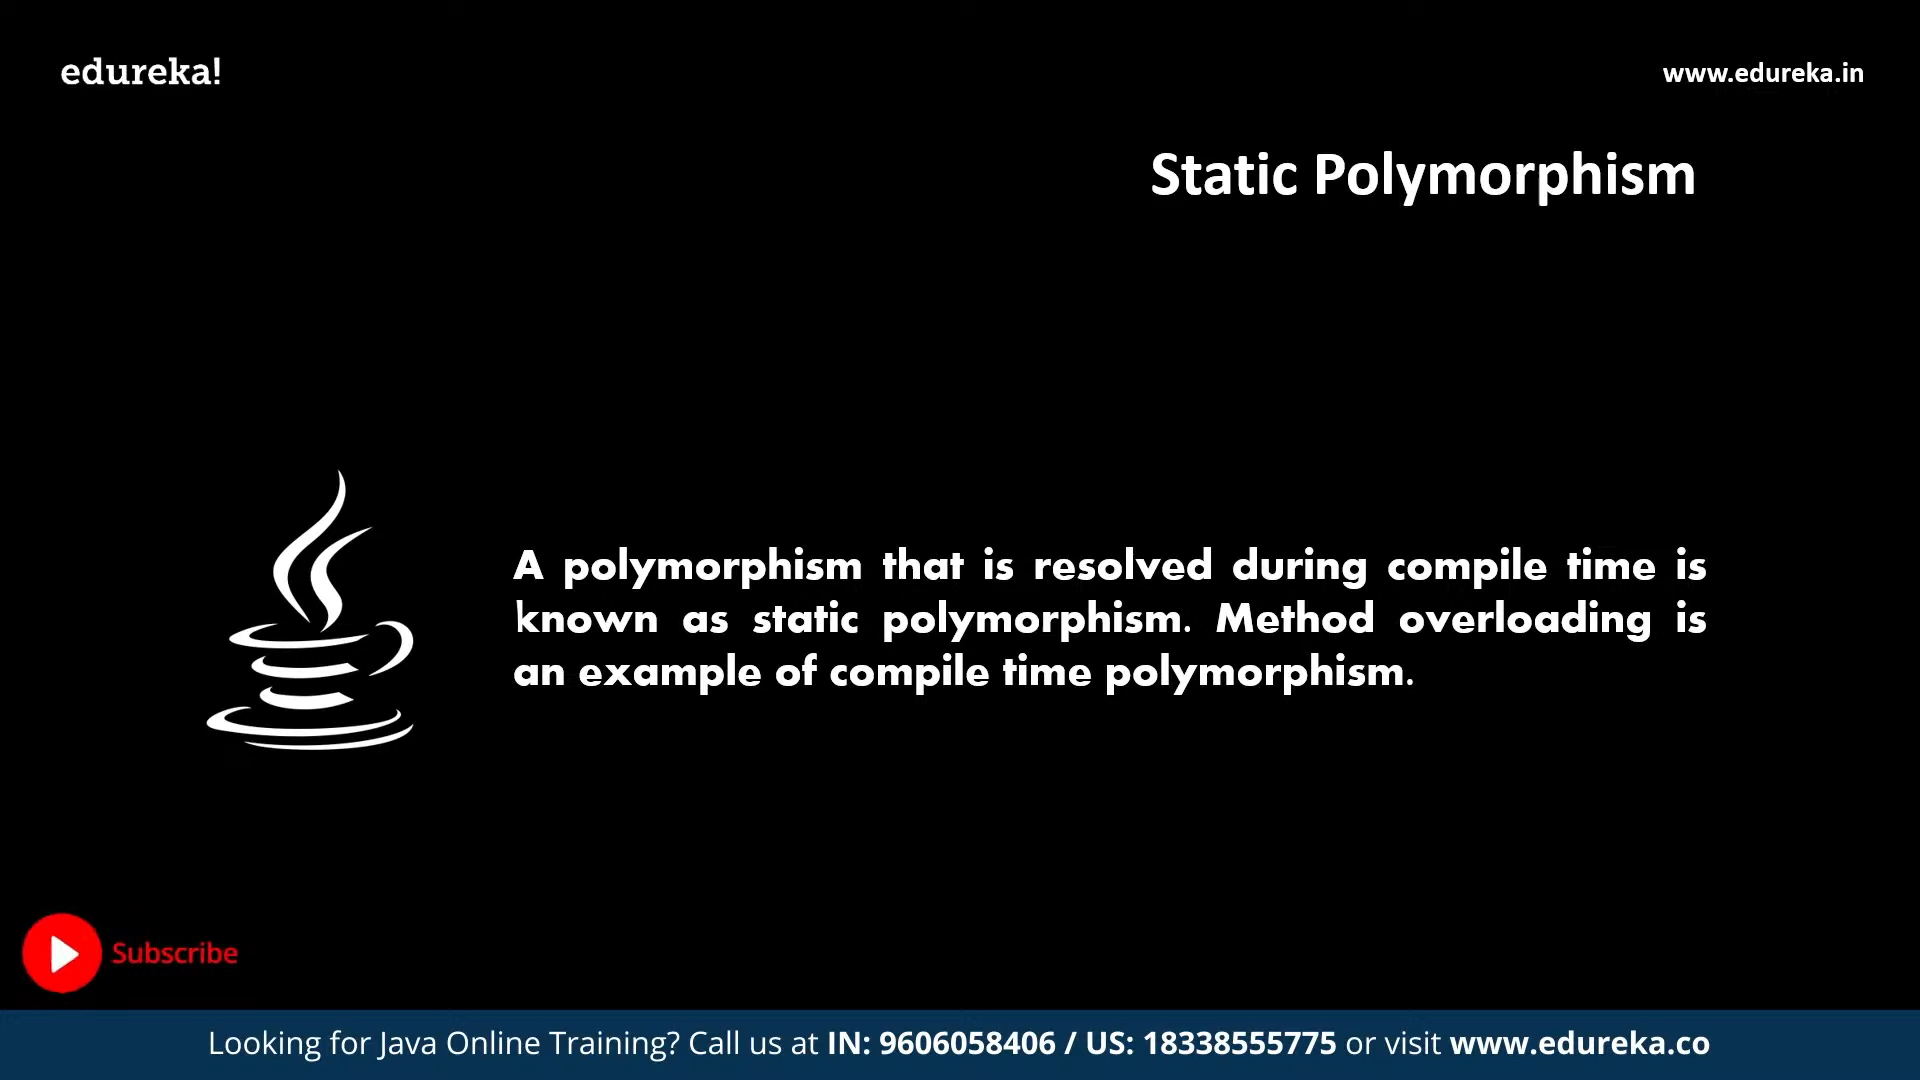 edureka!
www.edureka.in
Static Polymorphism
A polymorphism that is resolved during compile time is
known as static polymorphism. Method overloading is
an example of compile time polymorphism.
Subscribe
Looking for Java Online Training? Call us at IN: 9606058406 / US: 18338555775 or visit www.edureka.co